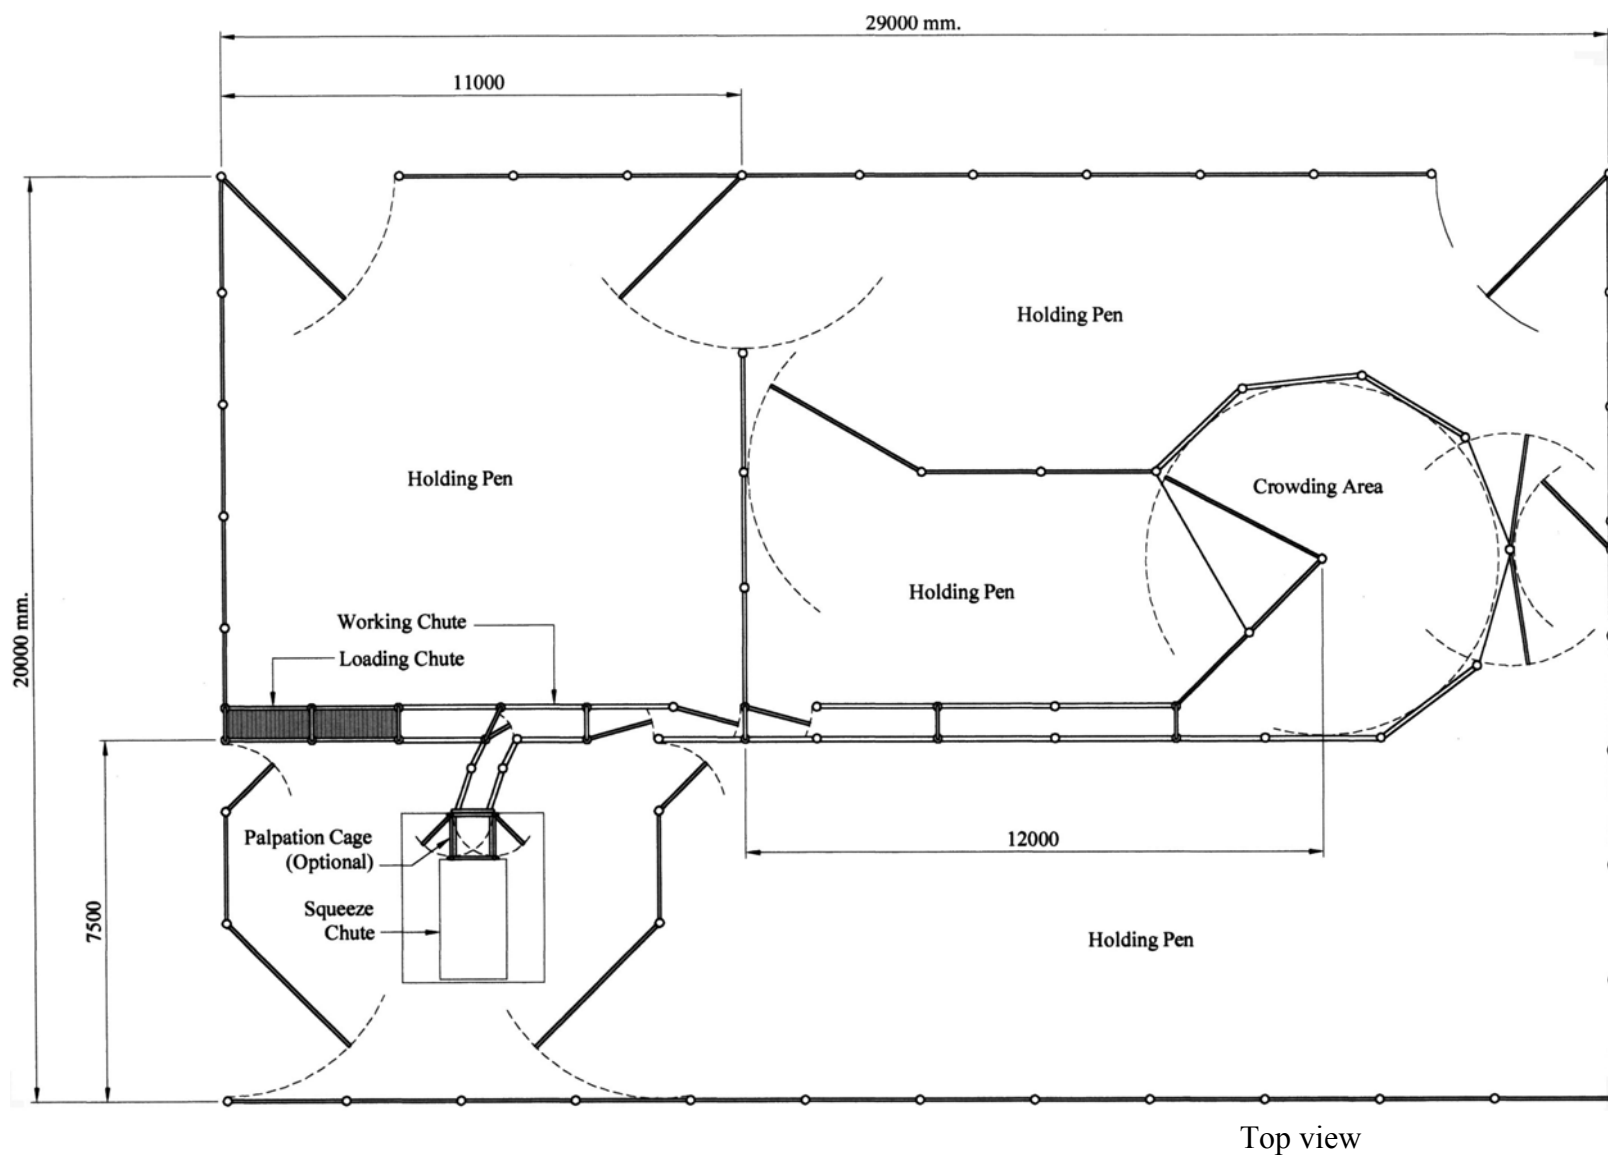 29000 mm.
11000
Holding Pen
Holding Pen
Crowding Area
Holding Pen
Working Chute
Loading Chute
20000 mm.
Palpation Cage
(Optional)
12000
Squeeze
Chute
7500
Holding Pen
Top view